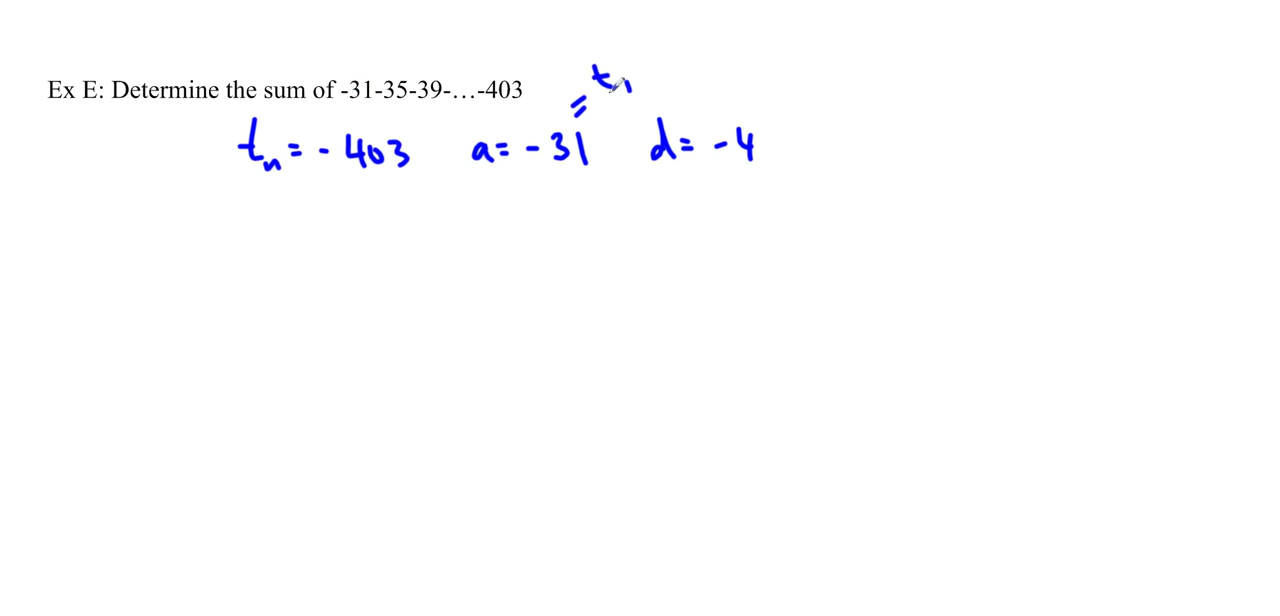 Ex E: Determine the sum of -31-35-39-…-403
= t₁
tₙ = - 403 a = - 31 d = - 4